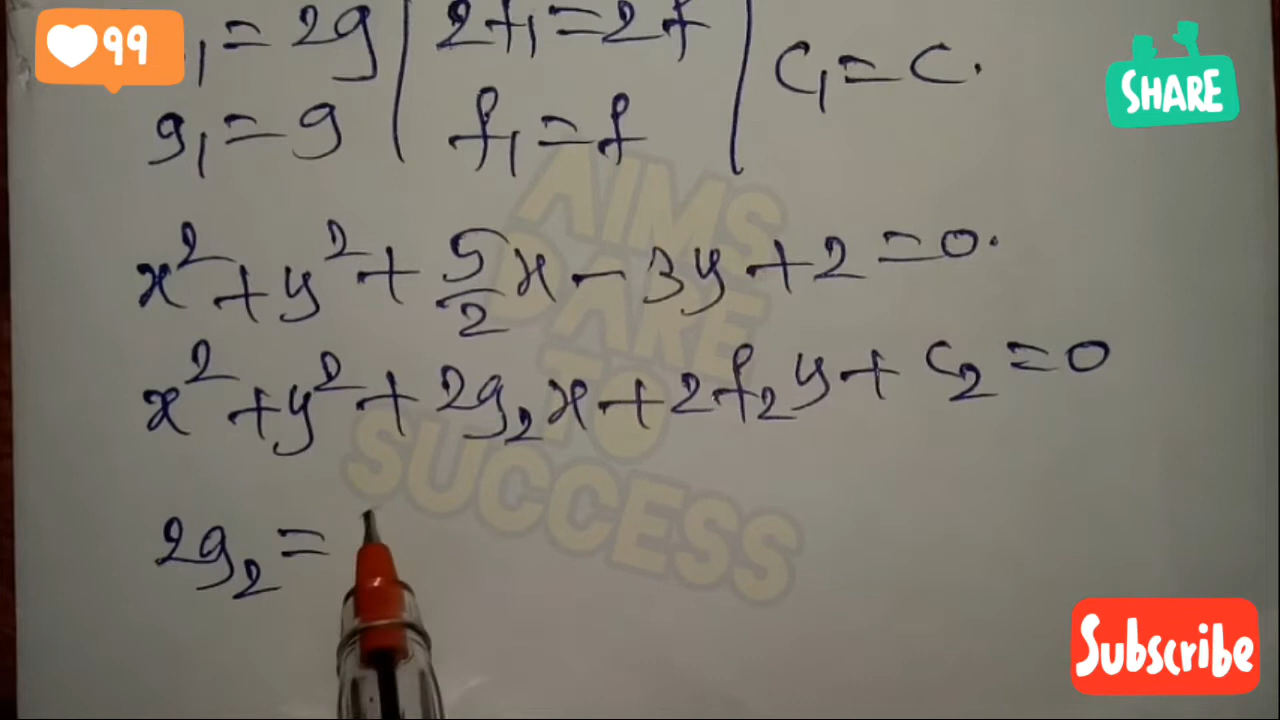 99
₁ = 2g | 2f₁ = 2f | C₁ = C.
g₁ = g | f₁ = f
SHARE
x² + y² + 5/2 x - 3y + 2 = 0.
x² + y² + 2g₂x + 2f₂y + C₂ = 0
2g₂ =
AIMS
DARE
TO
SUCCESS
Subscribe